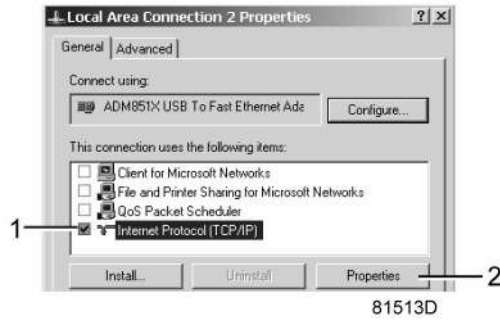 Local Area Connection 2 Properties
General Advanced
Connect using:
ADM851X USB To Fast Ethernet Ada Configure...
This connection uses the following items:
Client for Microsoft Networks
File and Printer Sharing for Microsoft Networks
QoS Packet Scheduler
1 Internet Protocol (TCP/IP)
Install... Uninstall Properties 2
81513D